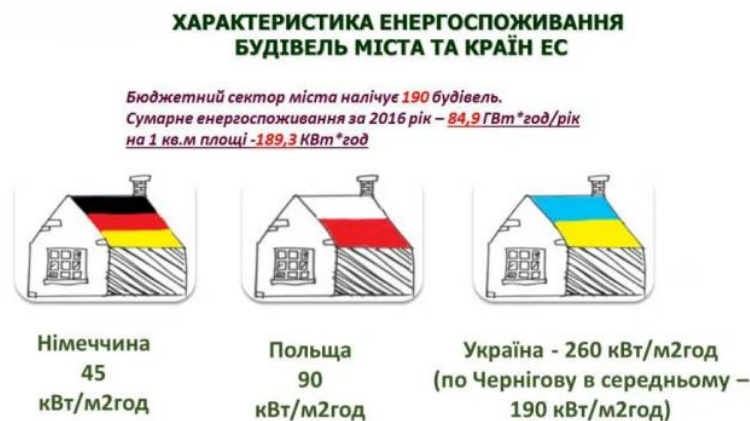 ХАРАКТЕРИСТИКА ЕНЕРГОСПОЖИВАННЯ
БУДІВЕЛЬ МІСТА ТА КРАЇН ЕС
Бюджетний сектор міста налічує 190 будівель.
Сумарне енергоспоживання за 2016 рік – 84,9 ГВт*год/рік
на 1 кв.м площі -189,3 КВт*год
Німеччина
45
кВт/м2год
Польща
90
кВт/м2год
Україна - 260 кВт/м2год
(по Чернігову в середньому –
190 кВт/м2год)